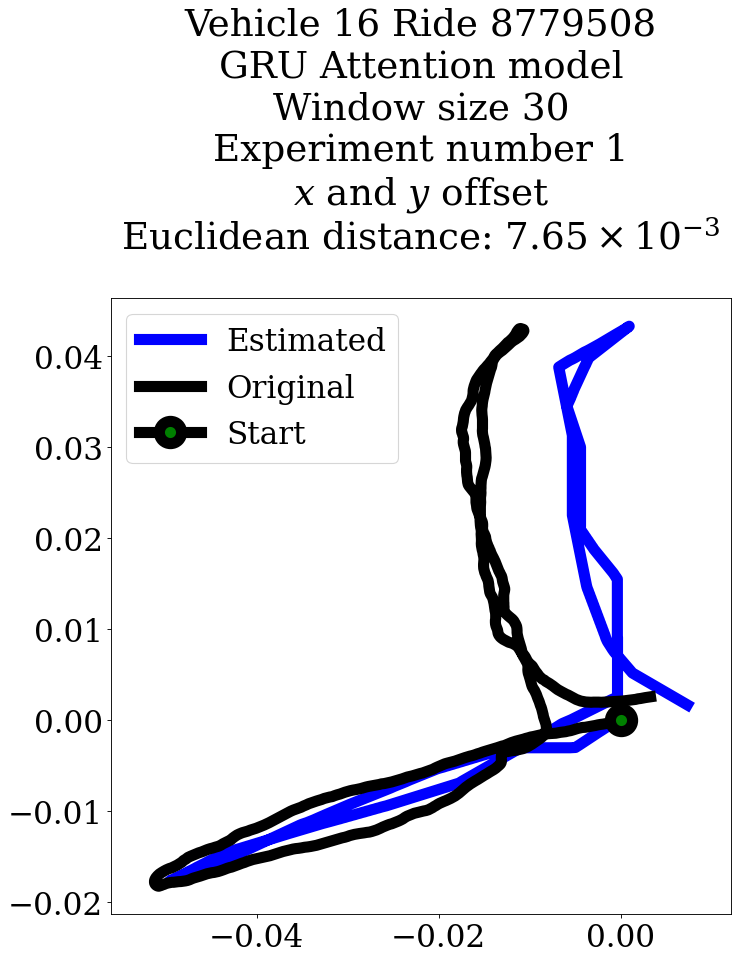 Vehicle 16 Ride 8779508
GRU Attention model
Window size 30
Experiment number 1
x and y offset
Euclidean distance: 7.65 × 10⁻³
Estimated
Original
Start
0.04
0.03
0.02
0.01
0.00
−0.01
−0.02
−0.04
−0.02
0.00